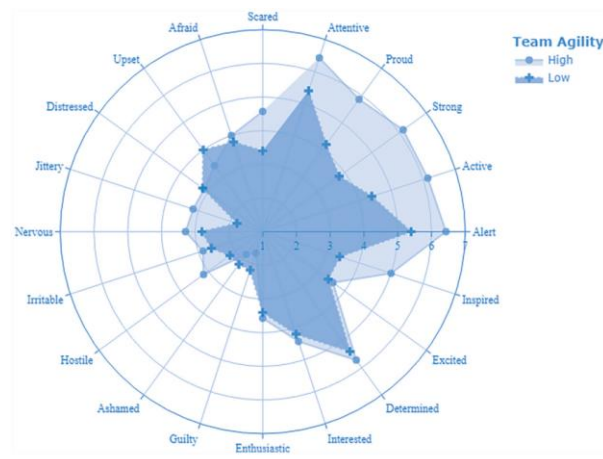 Scared
Afraid
Attentive
Upset
Proud
Distressed
Strong
Jittery
Active
Nervous
1 2 3 4 5 6 7
Alert
Irritable
Inspired
Hostile
Excited
Ashamed
Determined
Guilty
Interested
Enthusiastic
Team Agility
High
Low